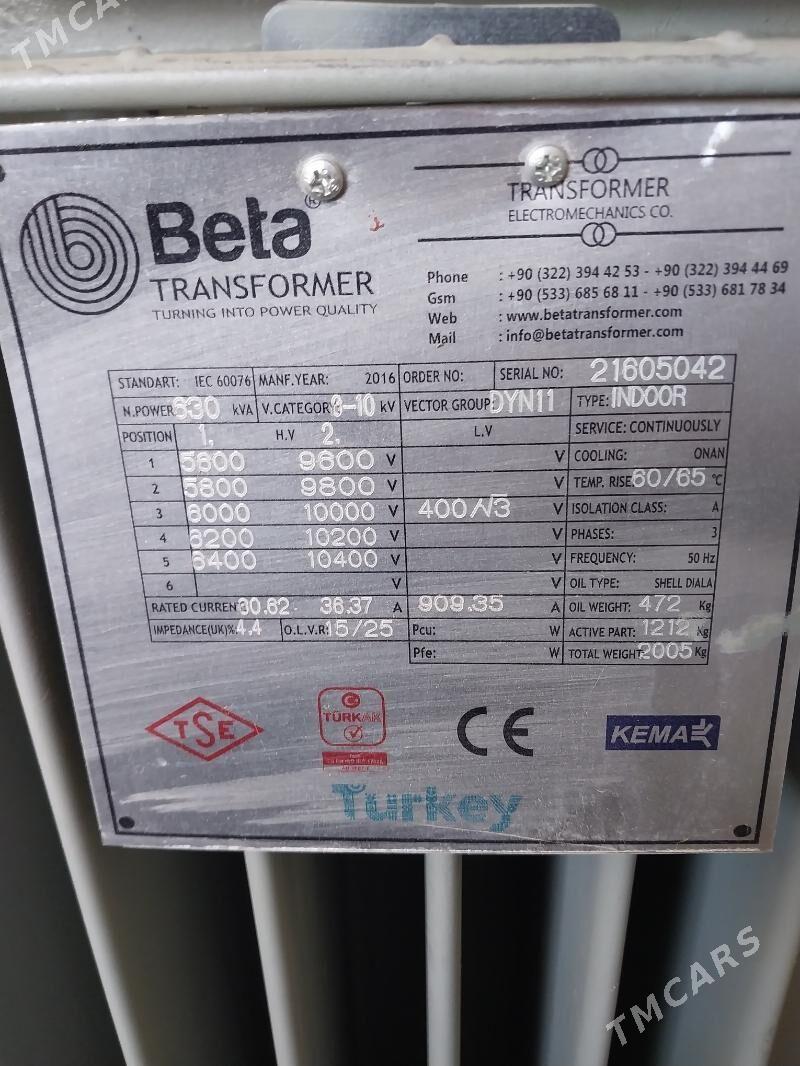 TMCARS
Beta®
TRANSFORMER
TURNING INTO POWER QUALITY
TRANSFORMER
ELECTROMECHANICS CO.
Phone : +90 (322) 394 42 53 - +90 (322) 394 44 69
Gsm : +90 (533) 685 68 11 - +90 (533) 681 78 34
Web : www.betatransformer.com
Mail : info@betatransformer.com
STANDART: IEC 60076 MANF.YEAR: 2016 ORDER NO: SERIAL NO: 21605042
N.POWER 630 kVA V.CATEGORY 6-10 kV VECTOR GROUP: DYN11 TYPE: INDOOR
POSITION 1. H.V 2. L.V SERVICE: CONTINUOUSLY
1 5600 9600 V V COOLING: ONAN
2 5800 9800 V V TEMP. RISE: 60/65 °C
3 6000 10000 V 400/√3 V ISOLATION CLASS: A
4 6200 10200 V V PHASES: 3
5 6400 10400 V V FREQUENCY: 50 Hz
6 V V OIL TYPE: SHELL DIALA
RATED CURRENT 60.62 36.37 A 909.35 A OIL WEIGHT: 472 Kg
IMPEDANCE(UK)%: 4.4 O.L.V.R: 15/25 Pcu: W ACTIVE PART: 1212 Kg
Pfe: W TOTAL WEIGHT: 2005 Kg
TSE
TÜRKAK
CE
KEMA
Turkey
TMCARS